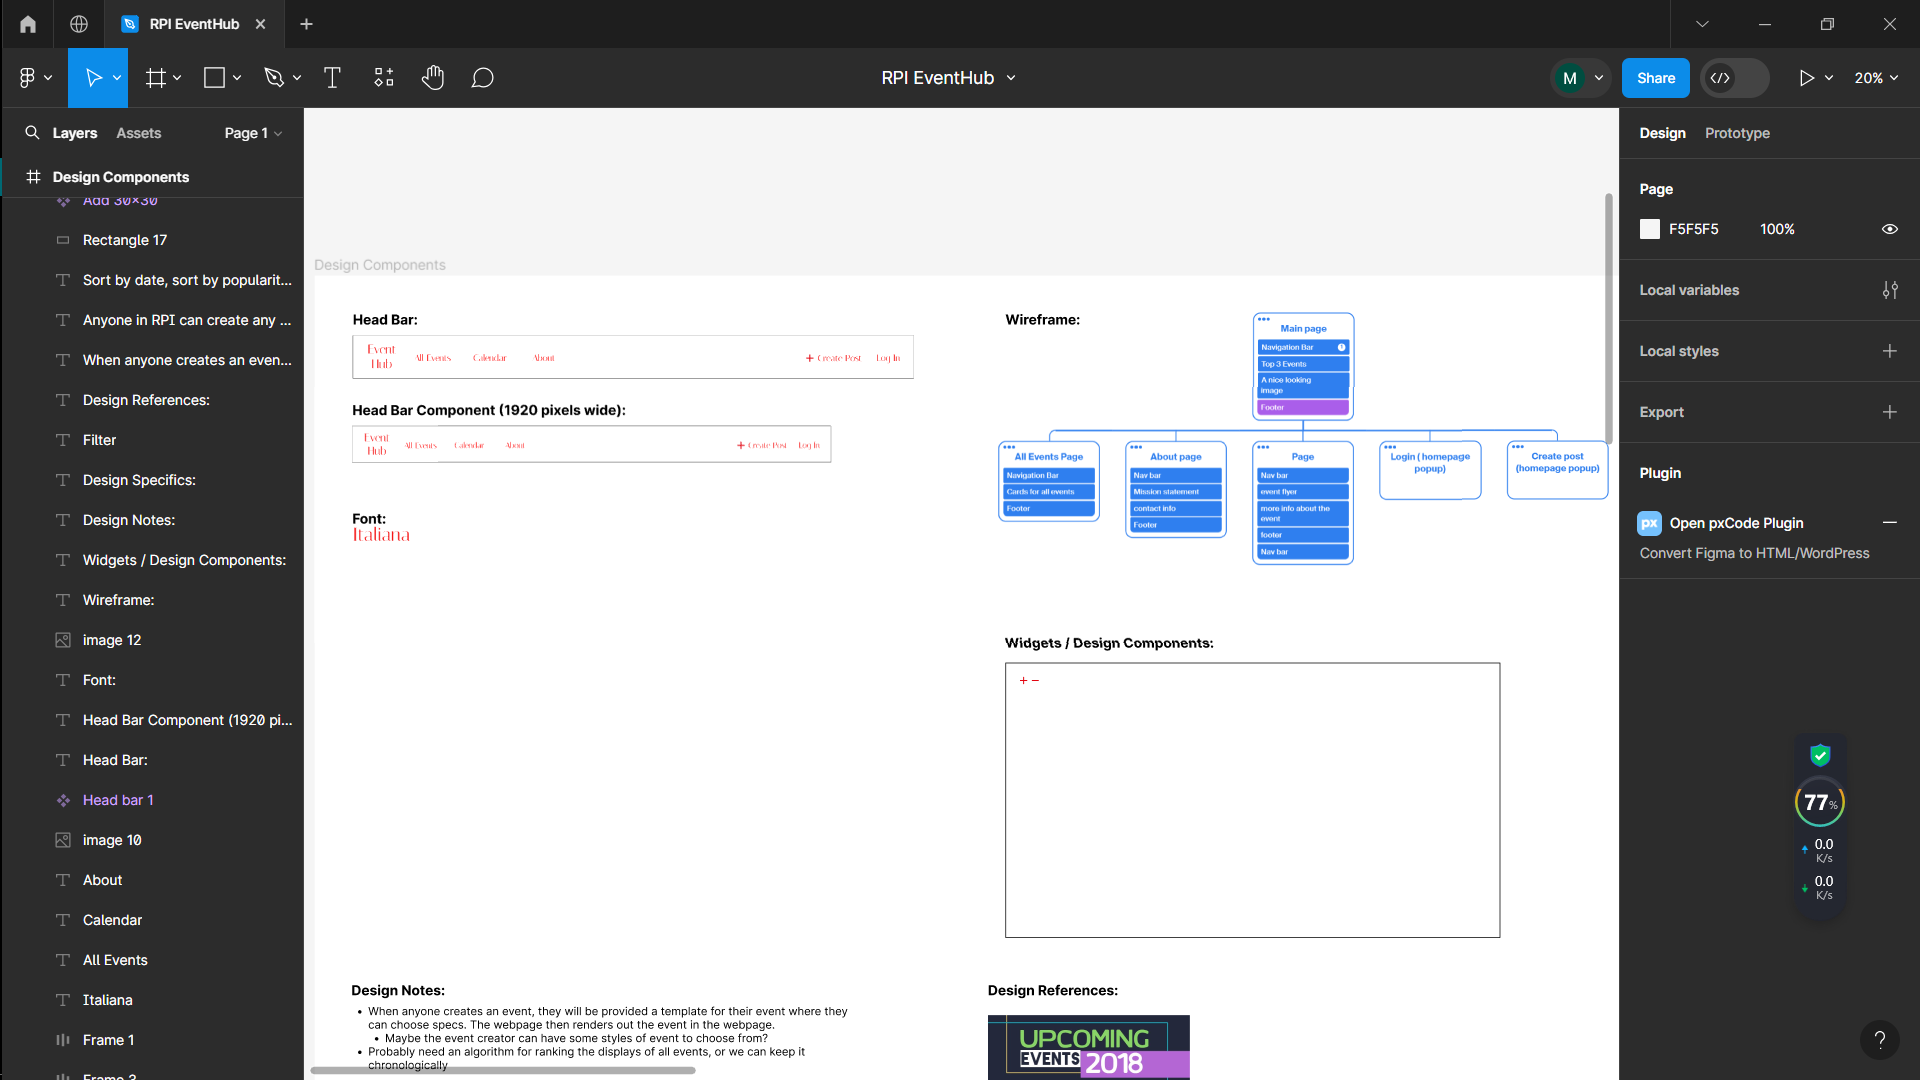 RPI EventHub
RPI EventHub
M
Share
20%
Layers
Assets
Page 1
Design Components
Add 30x30
Rectangle 17
Sort by date, sort by popularit...
Anyone in RPI can create any ...
When anyone creates an even...
Design References:
Filter
Design Specifics:
Design Notes:
Widgets / Design Components:
Wireframe:
image 12
Font:
Head Bar Component (1920 pi...
Head Bar:
Head bar 1
image 10
About
Calendar
All Events
Italiana
Frame 1
Frame 3
Design Components
Head Bar:
Event
Hub
All Events
Calendar
About
+ Create Post
Log In
Head Bar Component (1920 pixels wide):
Event
Hub
All Events
Calendar
About
+ Create Post
Log In
Font:
Italiana
Wireframe:
Main page
Navigation Bar
Top 3 Events
A nice looking
image
Footer
All Events Page
Navigation Bar
Cards for all events
Footer
About page
Nav bar
Mission statement
contact info
Footer
Page
Nav bar
event flyer
more info about the
event
footer
Nav bar
Login ( homepage
popup)
Create post
(homepage popup)
Widgets / Design Components:
+ −
Design Notes:
• When anyone creates an event, they will be provided a template for their event where they
can choose specs. The webpage then renders out the event in the webpage.
• Maybe the event creator can have some styles of event to choose from?
• Probably need an algorithm for ranking the displays of all events, or we can keep it
chronologically
Design References:
UPCOMING
EVENTS 2018
Design
Prototype
Page
F5F5F5
100%
Local variables
Local styles
Export
Plugin
px
Open pxCode Plugin
Convert Figma to HTML/WordPress
77%
0.0
K/s
0.0
K/s
?